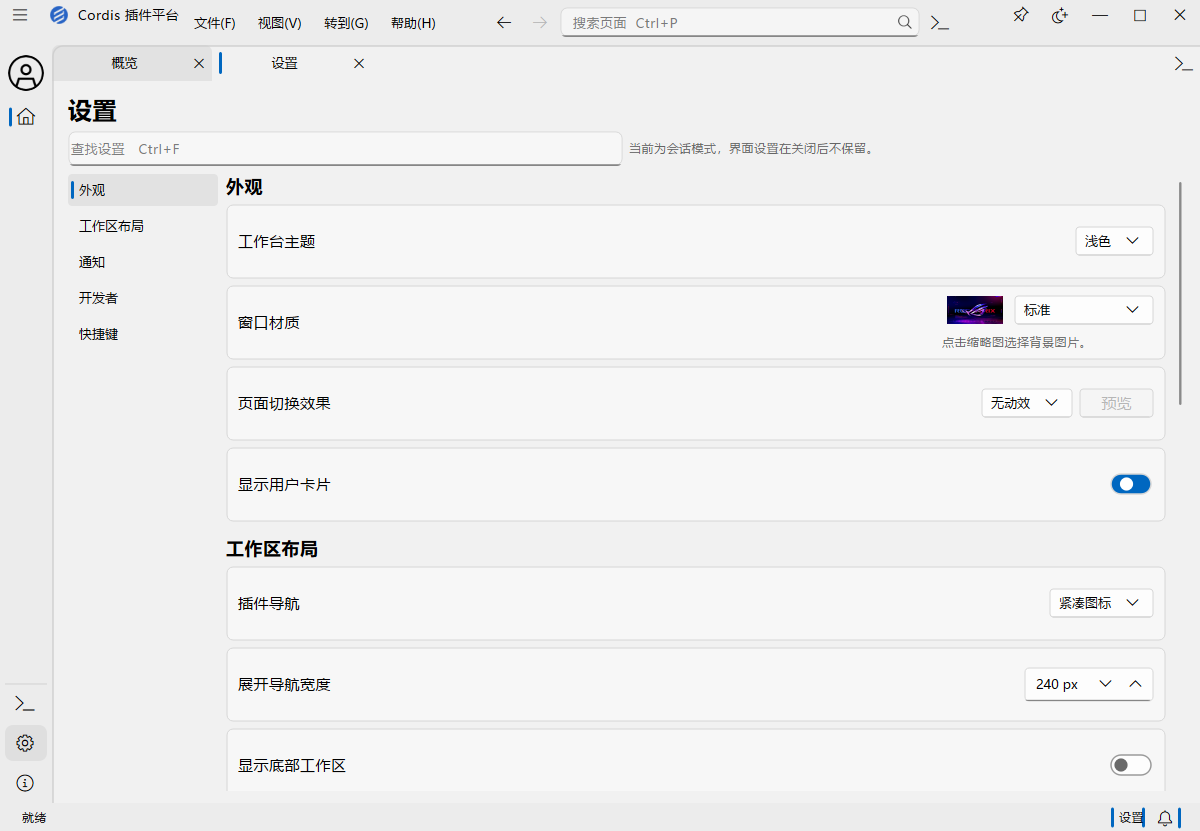 Cordis 插件平台 文件(F) 视图(V) 转到(G) 帮助(H) 搜索页面 Ctrl+P
概览 设置
设置
查找设置 Ctrl+F 当前为会话模式，界面设置在关闭后不保留。
外观
工作区布局
通知
开发者
快捷键
外观
工作台主题 浅色
窗口材质 标准
点击缩略图选择背景图片。
页面切换效果 无动效 预览
显示用户卡片
工作区布局
插件导航 紧凑图标
展开导航宽度 240 px
显示底部工作区
就绪 设置